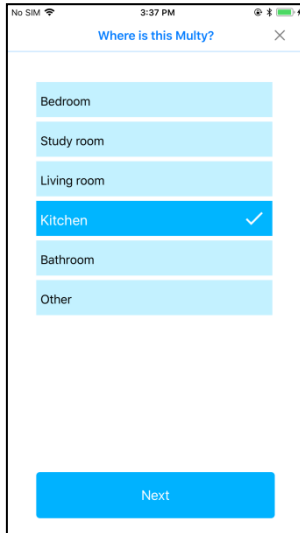 No SIM 3:37 PM
Where is this Multy?
Bedroom
Study room
Living room
Kitchen
Bathroom
Other
Next